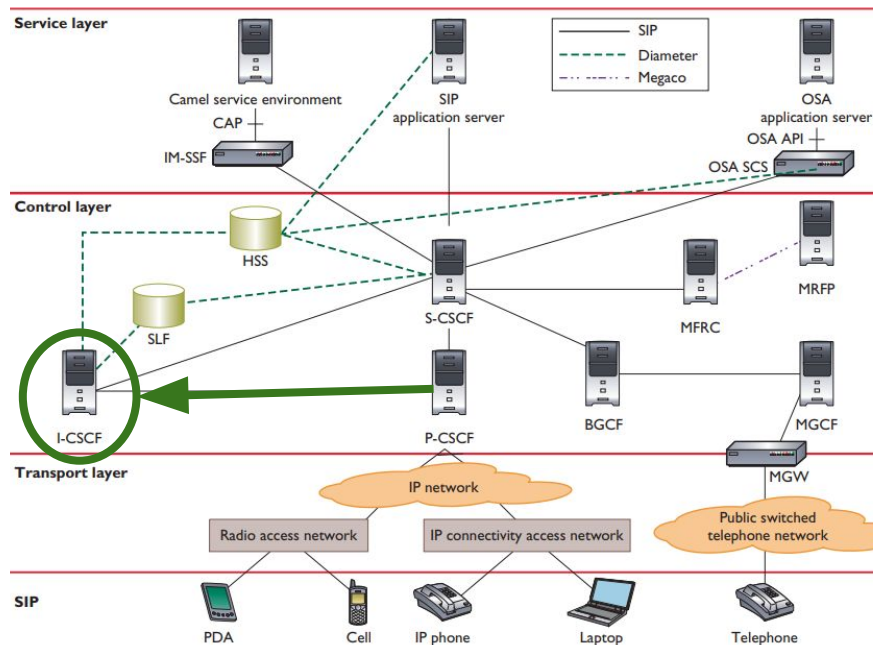 Service layer
SIP
Diameter
Megaco
Camel service environment
SIP
application server
OSA
application server
CAP
OSA API
IM-SSF
OSA SCS
Control layer
HSS
MRFP
S-CSCF
SLF
MFRC
I-CSCF
P-CSCF
BGCF
MGCF
Transport layer
MGW
IP network
Public switched
telephone network
Radio access network
IP connectivity access network
SIP
PDA
Cell
IP phone
Laptop
Telephone